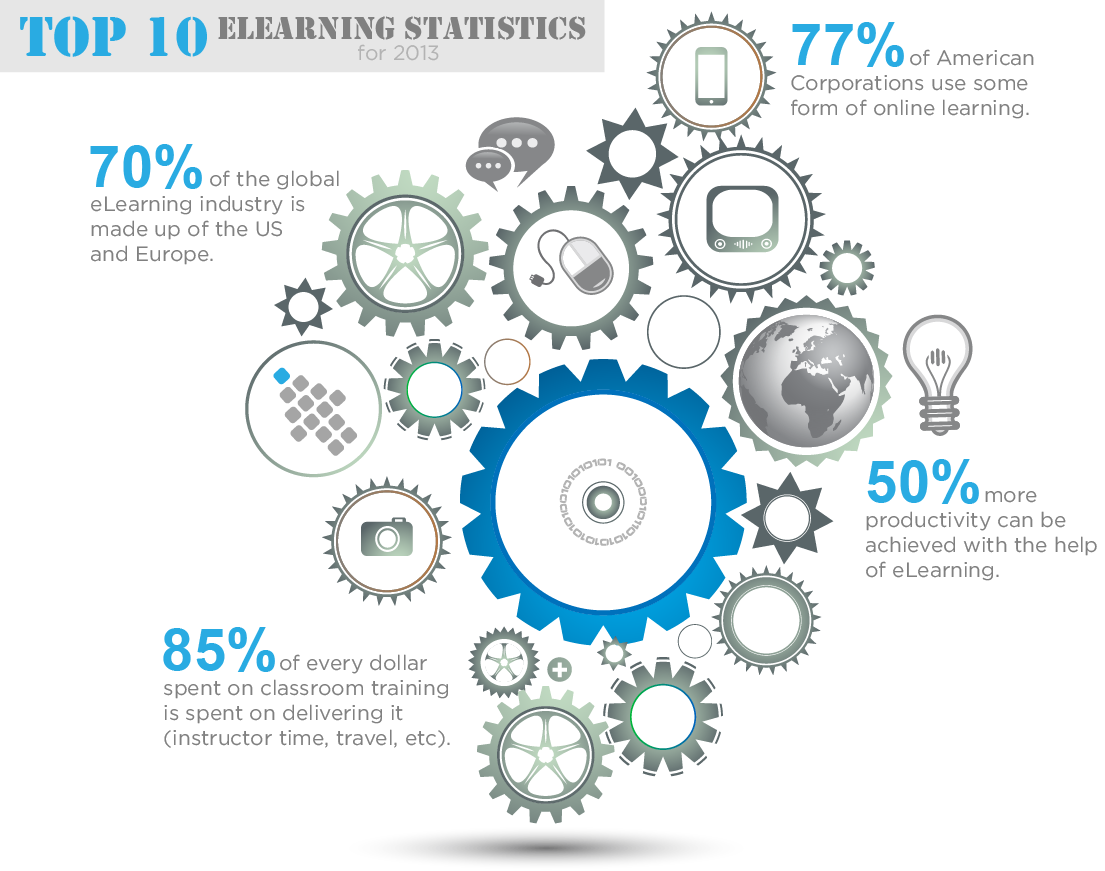 TOP 10 ELEARNING STATISTICS
for 2013
77% of American
Corporations use some
form of online learning.
70% of the global
eLearning industry is
made up of the US
and Europe.
50% more
productivity can be
achieved with the help
of eLearning.
85% of every dollar
spent on classroom training
is spent on delivering it
(instructor time, travel, etc).